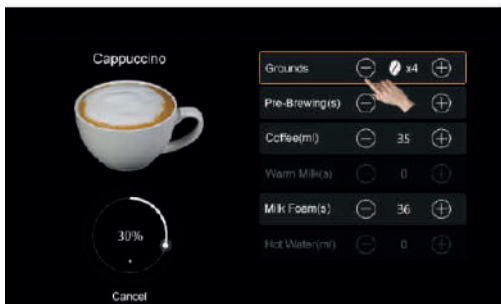 Cappuccino
30%
Cancel
Grounds x4
Pre-Brewing(s)
Coffee(ml) 35
Warm Milk(s) 0
Milk Foam(s) 36
Hot Water(ml) 0